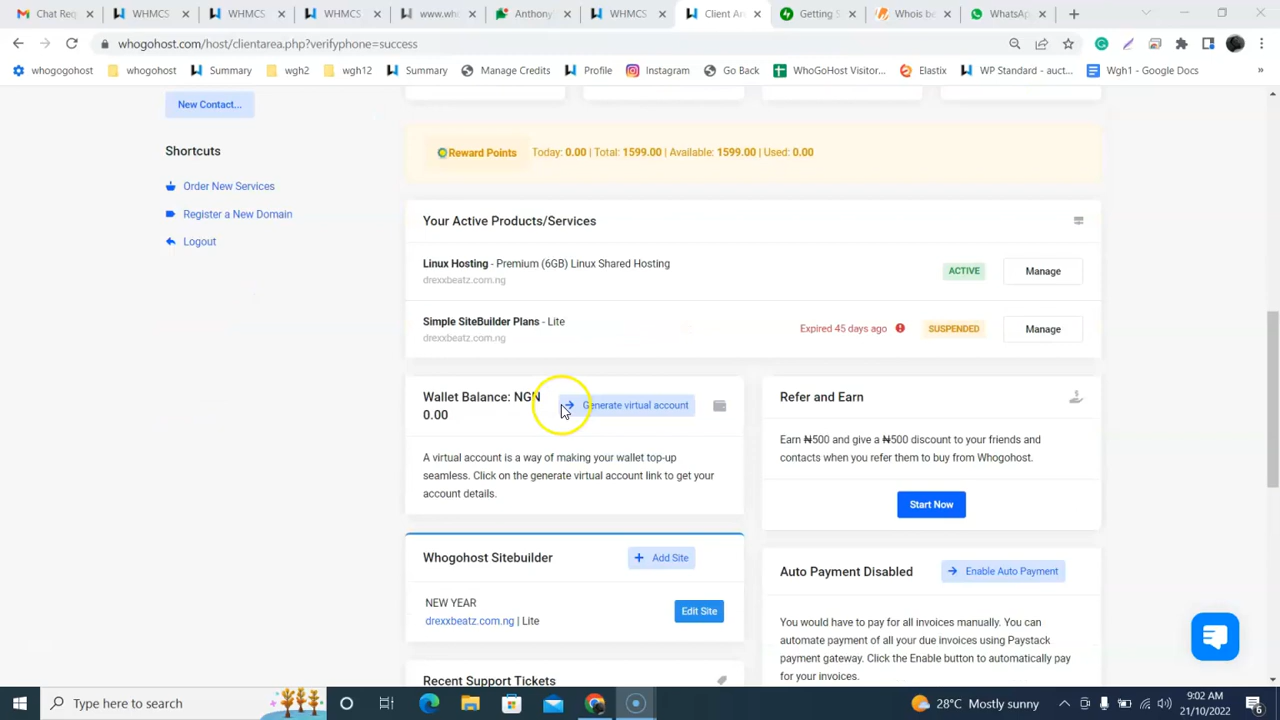 Chat Req
WHMCS
WHMCS
WHMCS
www.who
Anthony
WHMCS
Client Ar
Getting S
Whois be
WhatsAp
whogohost.com/host/clientarea.php?verifyphone=success
whogogohost
whogohost
Summary
wgh2
wgh12
Summary
Manage Credits
Profile
Instagram
Go Back
WhoGoHost Visitor...
Elastix
WP Standard - auct...
Wgh1 - Google Docs
New Contact...
Shortcuts
Order New Services
Register a New Domain
Logout
Reward Points Today: 0.00 | Total: 1599.00 | Available: 1599.00 | Used: 0.00
Your Active Products/Services
Linux Hosting - Premium (6GB) Linux Shared Hosting
drexxbeatz.com.ng
ACTIVE
Manage
Simple SiteBuilder Plans - Lite
drexxbeatz.com.ng
Expired 45 days ago
SUSPENDED
Manage
Wallet Balance: NGN
0.00
Generate virtual account
A virtual account is a way of making your wallet top-up
seamless. Click on the generate virtual account link to get your
account details.
Refer and Earn
Earn ₦500 and give a ₦500 discount to your friends and
contacts when you refer them to buy from Whogohost.
Start Now
Whogohost Sitebuilder
Add Site
NEW YEAR
drexxbeatz.com.ng | Lite
Edit Site
Auto Payment Disabled
Enable Auto Payment
You would have to pay for all invoices manually. You can
automate payment of all your due invoices using Paystack
payment gateway. Click the Enable button to automatically pay
for your invoices.
Recent Support Tickets
Type here to search
28°C Mostly sunny
9:02 AM
21/10/2022
6